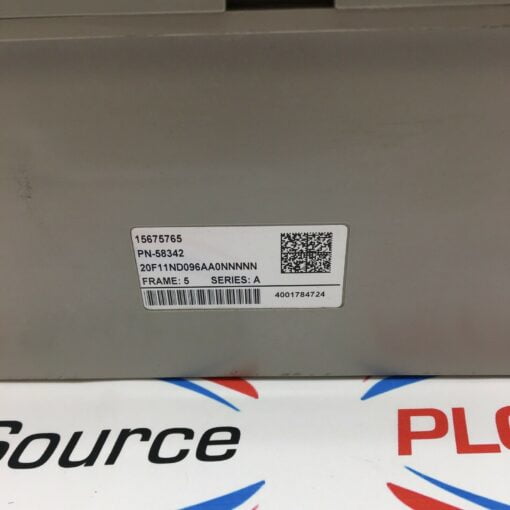 15675765
PN-58342
20F11ND096AA0NNNNN
FRAME: 5 SERIES: A
4001784724
Source PLC